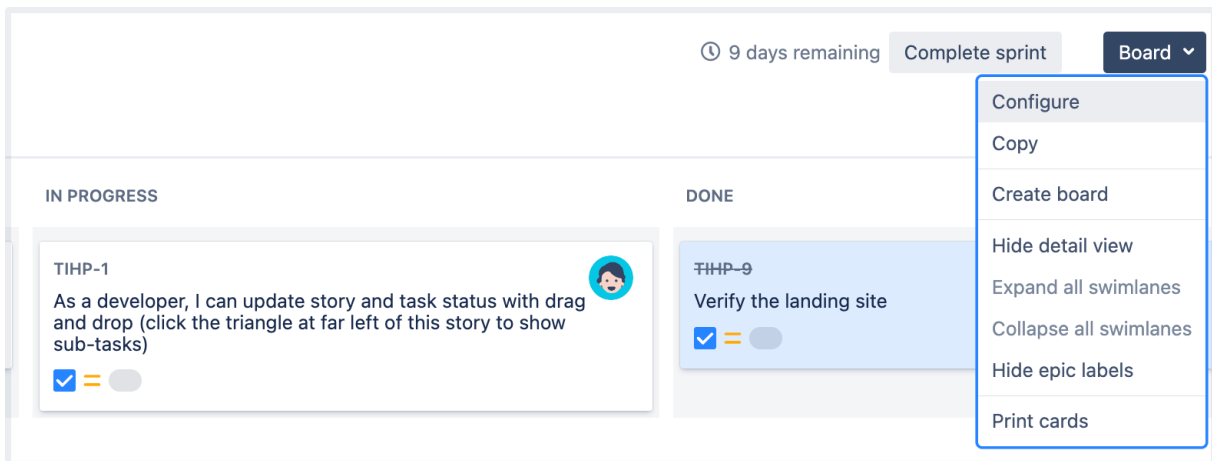 9 days remaining
Complete sprint
Board
Configure
Copy
Create board
Hide detail view
Expand all swimlanes
Collapse all swimlanes
Hide epic labels
Print cards
IN PROGRESS
TIHP-1
As a developer, I can update story and task status with drag
and drop (click the triangle at far left of this story to show
sub-tasks)
DONE
TIHP-9
Verify the landing site